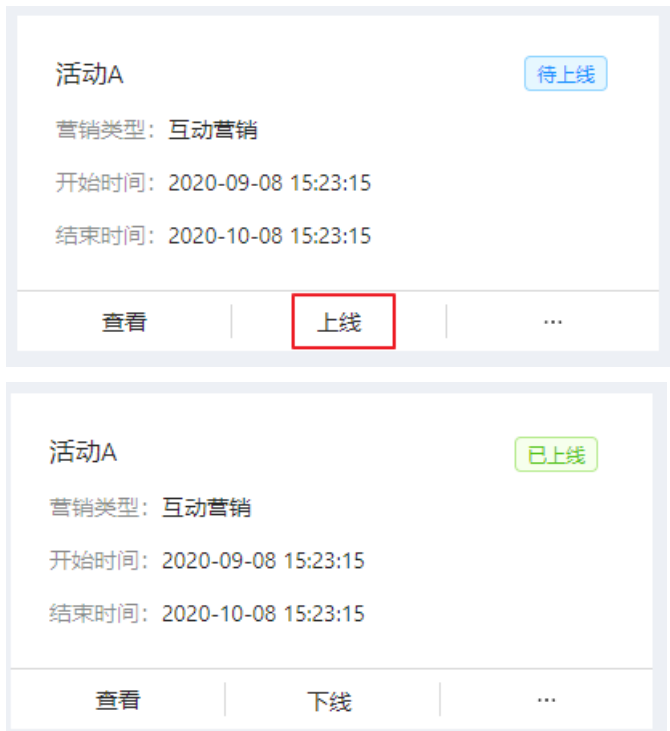 活动A 待上线
营销类型：互动营销
开始时间：2020-09-08 15:23:15
结束时间：2020-10-08 15:23:15
查看 上线 ···
活动A 已上线
营销类型：互动营销
开始时间：2020-09-08 15:23:15
结束时间：2020-10-08 15:23:15
查看 下线 ···